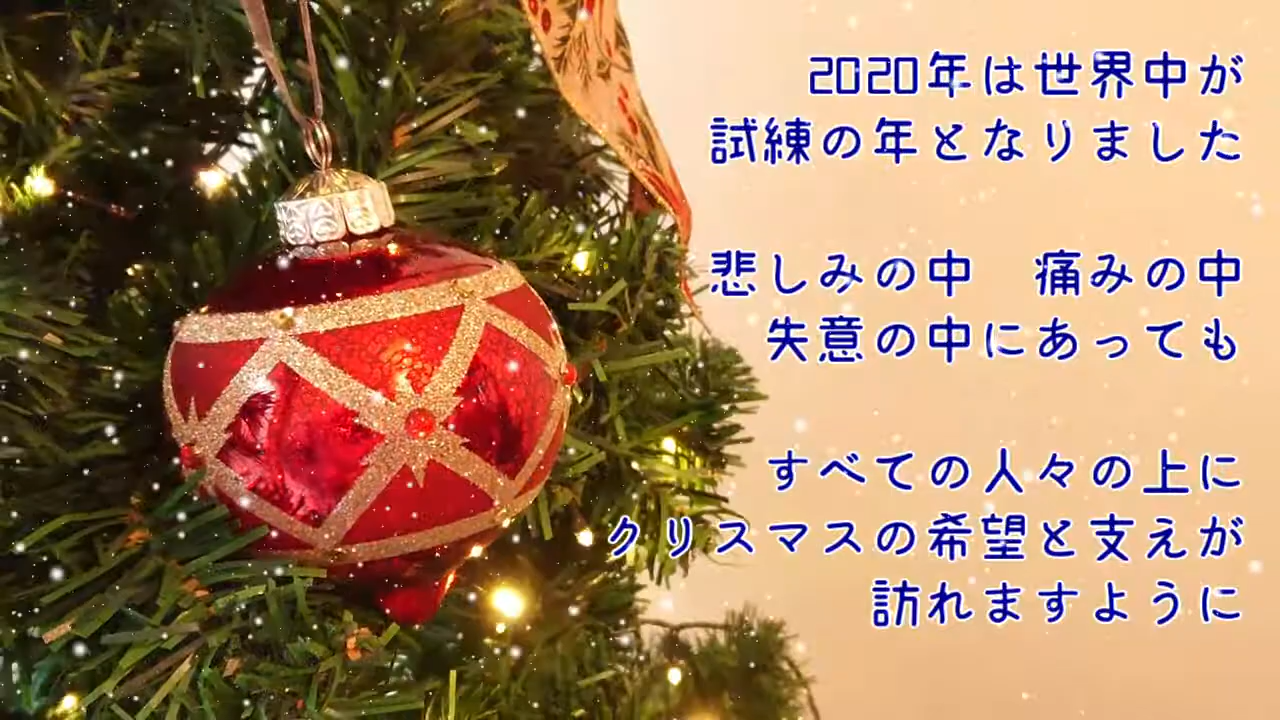 2020年は世界中が
試練の年となりました
悲しみの中　痛みの中
失意の中にあっても
すべての人々の上に
クリスマスの希望と支えが
訪れますように